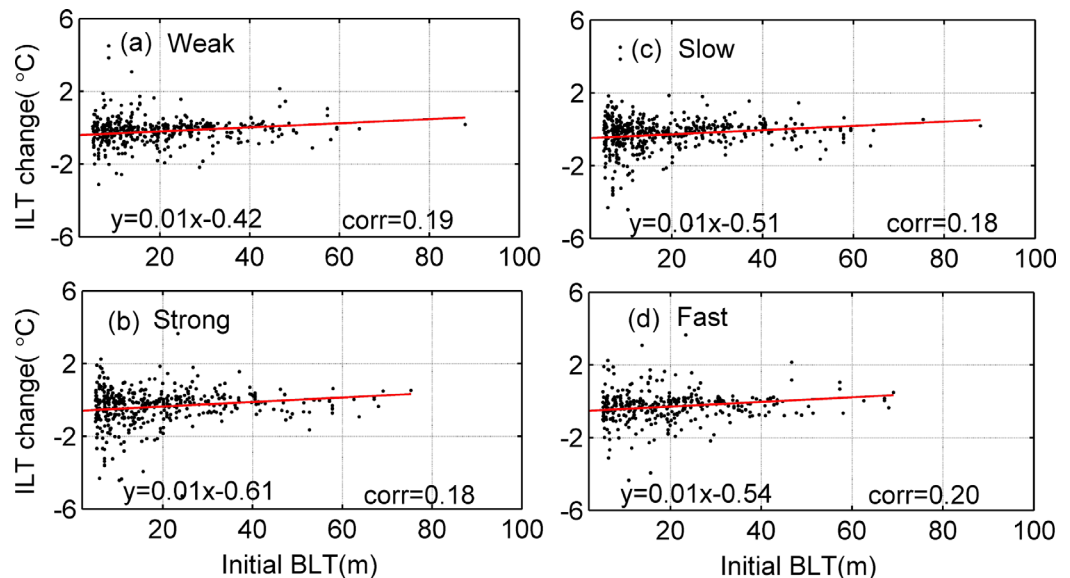 (a) Weak
ILT change( °C)
6
2
-2
-6
y=0.01x-0.42 corr=0.19
20 40 60 80 100
(c) Slow
6
2
-2
-6
y=0.01x-0.51 corr=0.18
20 40 60 80 100
(b) Strong
ILT change( °C)
6
2
-2
-6
y=0.01x-0.61 corr=0.18
20 40 60 80 100
Initial BLT(m)
(d) Fast
6
2
-2
-6
y=0.01x-0.54 corr=0.20
20 40 60 80 100
Initial BLT(m)